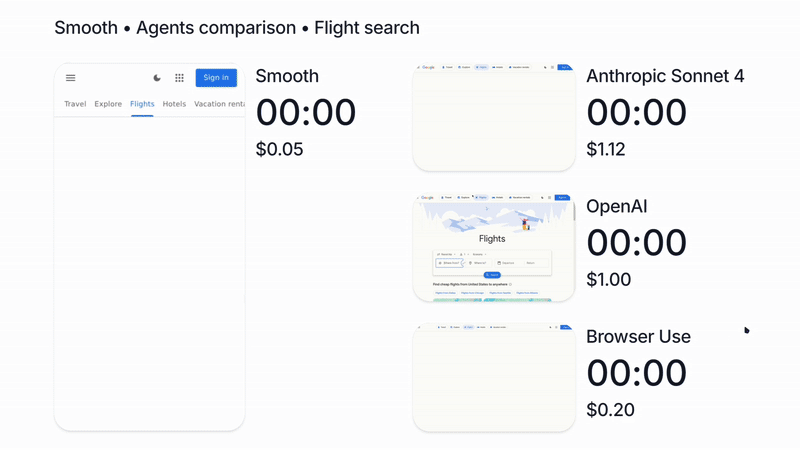 Smooth • Agents comparison • Flight search
Sign in
Travel Explore Flights Hotels Vacation renta
Smooth
00:00
$0.05
Anthropic Sonnet 4
00:00
$1.12
Google
Flights
Find cheap flights from United States to anywhere
OpenAI
00:00
$1.00
Browser Use
00:00
$0.20